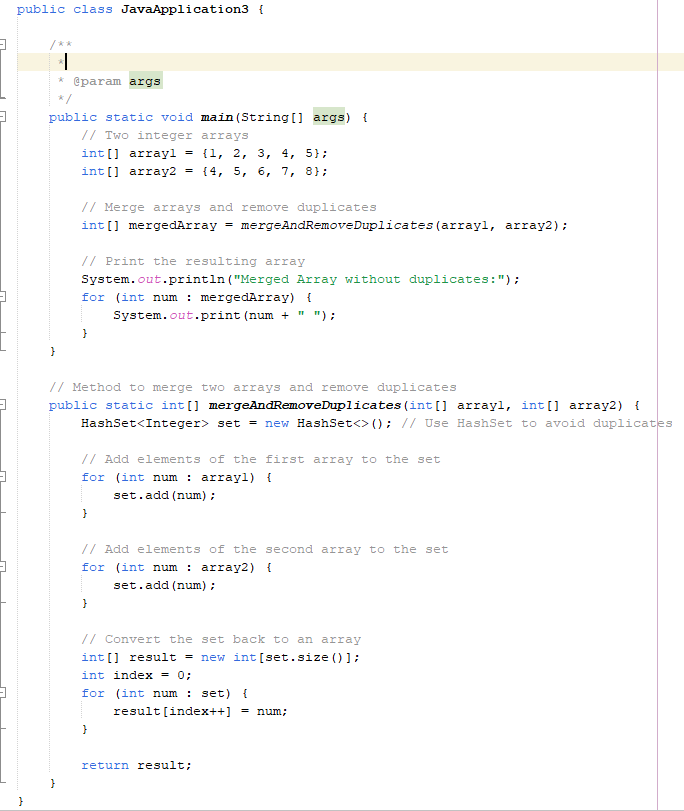 public class JavaApplication3 {
/**
*
* @param args
*/
public static void main(String[] args) {
// Two integer arrays
int[] array1 = {1, 2, 3, 4, 5};
int[] array2 = {4, 5, 6, 7, 8};
// Merge arrays and remove duplicates
int[] mergedArray = mergeAndRemoveDuplicates(array1, array2);
// Print the resulting array
System.out.println("Merged Array without duplicates:");
for (int num : mergedArray) {
System.out.print(num + " ");
}
}
// Method to merge two arrays and remove duplicates
public static int[] mergeAndRemoveDuplicates(int[] array1, int[] array2) {
HashSet<Integer> set = new HashSet<>(); // Use HashSet to avoid duplicates
// Add elements of the first array to the set
for (int num : array1) {
set.add(num);
}
// Add elements of the second array to the set
for (int num : array2) {
set.add(num);
}
// Convert the set back to an array
int[] result = new int[set.size()];
int index = 0;
for (int num : set) {
result[index++] = num;
}
return result;
}
}